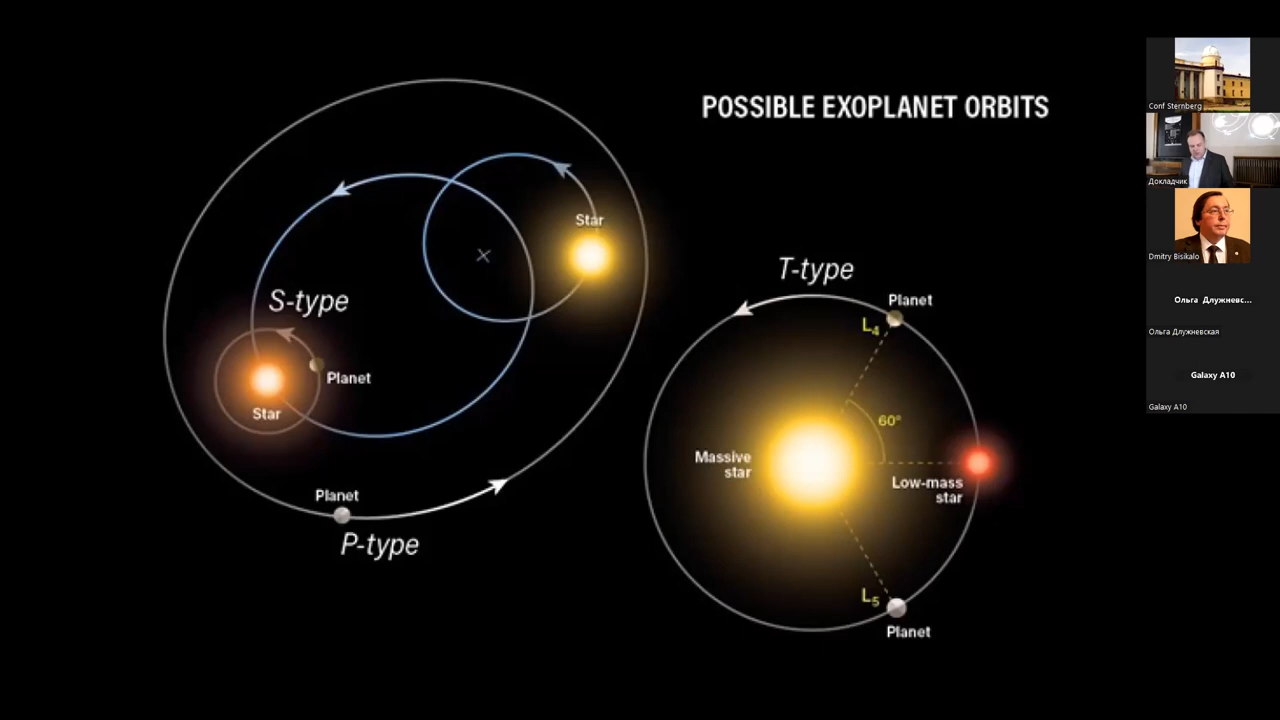 POSSIBLE EXOPLANET ORBITS
Star
S-type
Planet
Star
Planet
P-type
T-type
Planet
L4
60°
Massive
star
Low-mass
star
L5
Planet
Conf Sternberg
Докладчик
Dmitry Bisikalo
Ольга Длужневс...
Ольга Длужневская
Galaxy A10
Galaxy A10